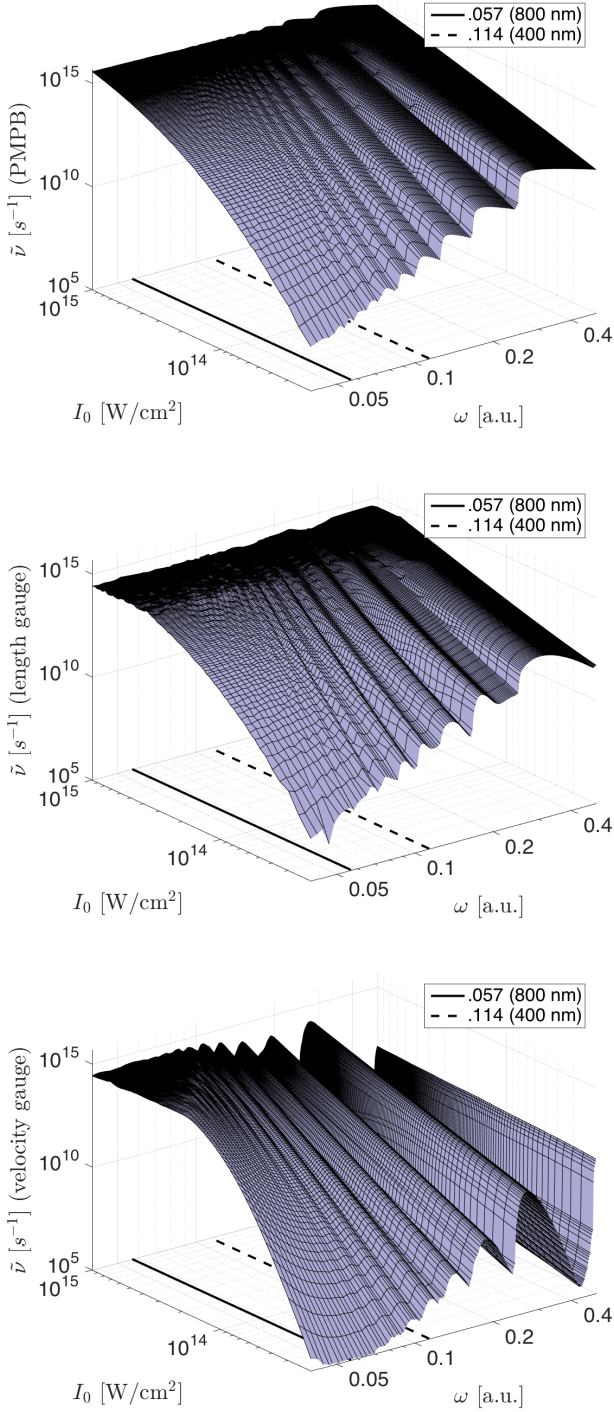 .057 (800 nm)
.114 (400 nm)
10^15
10^10
10^5
ν̃ [s^−1] (PMPB)
10^15
10^14
I_0 [W/cm^2]
0.05
0.1
0.2
0.4
ω [a.u.]
.057 (800 nm)
.114 (400 nm)
10^15
10^10
10^5
ν̃ [s^−1] (length gauge)
10^15
10^14
I_0 [W/cm^2]
0.05
0.1
0.2
0.4
ω [a.u.]
.057 (800 nm)
.114 (400 nm)
10^15
10^10
10^5
ν̃ [s^−1] (velocity gauge)
10^15
10^14
I_0 [W/cm^2]
0.05
0.1
0.2
0.4
ω [a.u.]